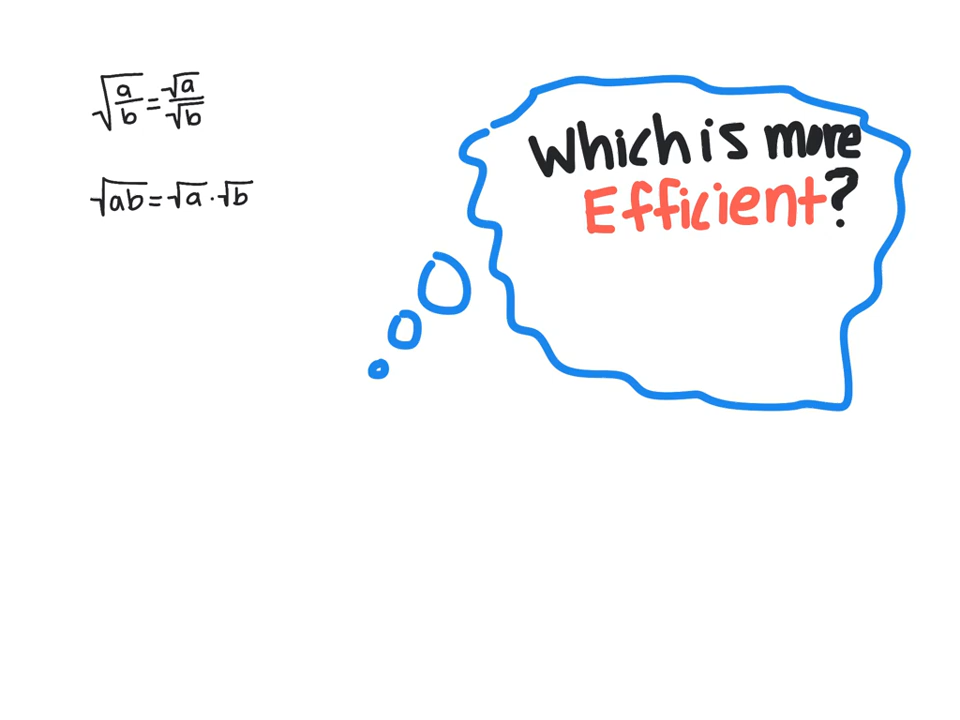 √(a/b) = √a/√b
√ab = √a · √b
Which is more
Efficient?